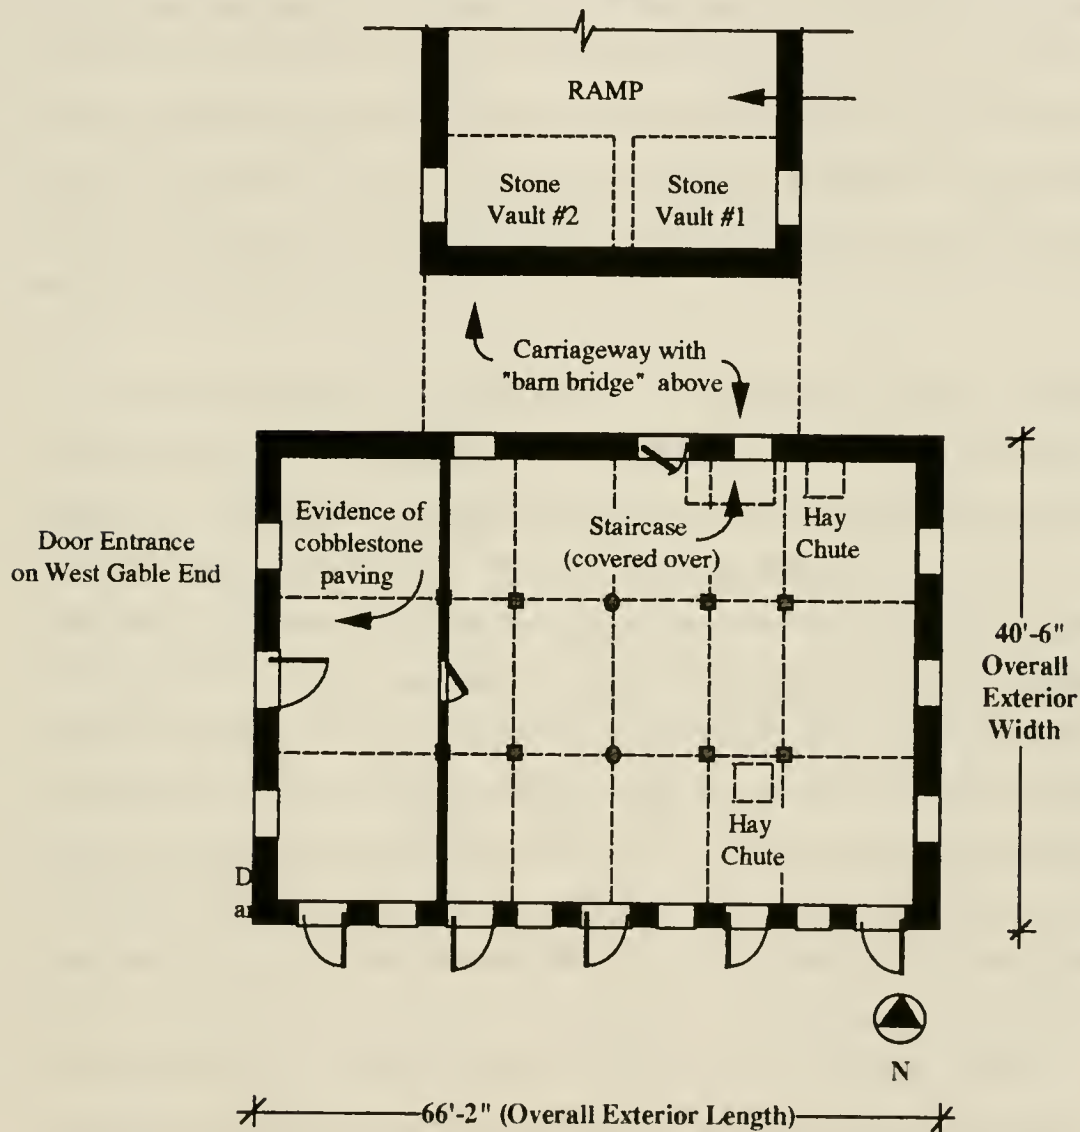 RAMP
Stone
Vault #2
Stone
Vault #1
Carriageway with
"barn bridge" above
Door Entrance
on West Gable End
Evidence of
cobblestone
paving
Staircase
(covered over)
Hay
Chute
40'-6"
Overall
Exterior
Width
Hay
Chute
D
a
N
66'-2" (Overall Exterior Length)